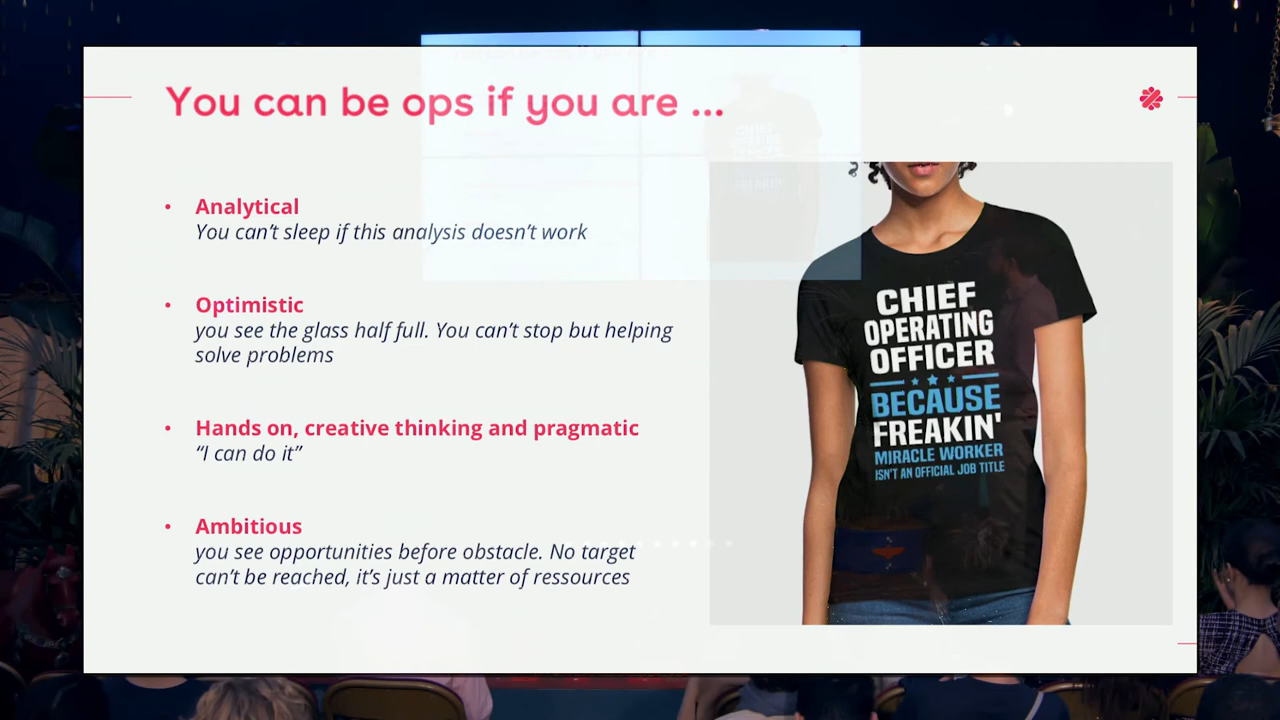 You can be ops if you are ...
• Analytical
You can’t sleep if this analysis doesn’t work
• Optimistic
you see the glass half full. You can’t stop but helping
solve problems
• Hands on, creative thinking and pragmatic
“I can do it”
• Ambitious
you see opportunities before obstacle. No target
can’t be reached, it’s just a matter of ressources
CHIEF
OPERATING
OFFICER
BECAUSE
FREAKIN'
MIRACLE WORKER
ISN'T AN OFFICIAL JOB TITLE